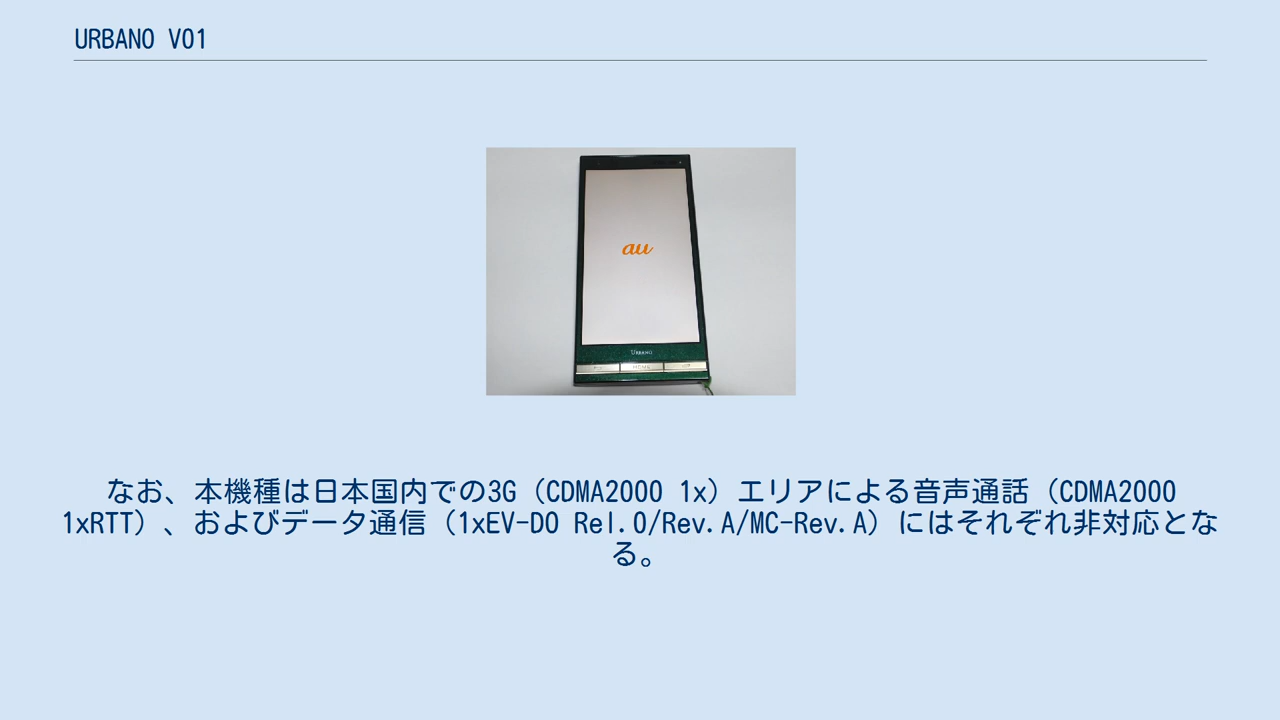 URBANO V01
au
URBANO
HOME
なお、本機種は日本国内での3G（CDMA2000 1x）エリアによる音声通話（CDMA2000
1xRTT）、およびデータ通信（1xEV-DO Rel.0/Rev.A/MC-Rev.A）にはそれぞれ非対応とな
る。